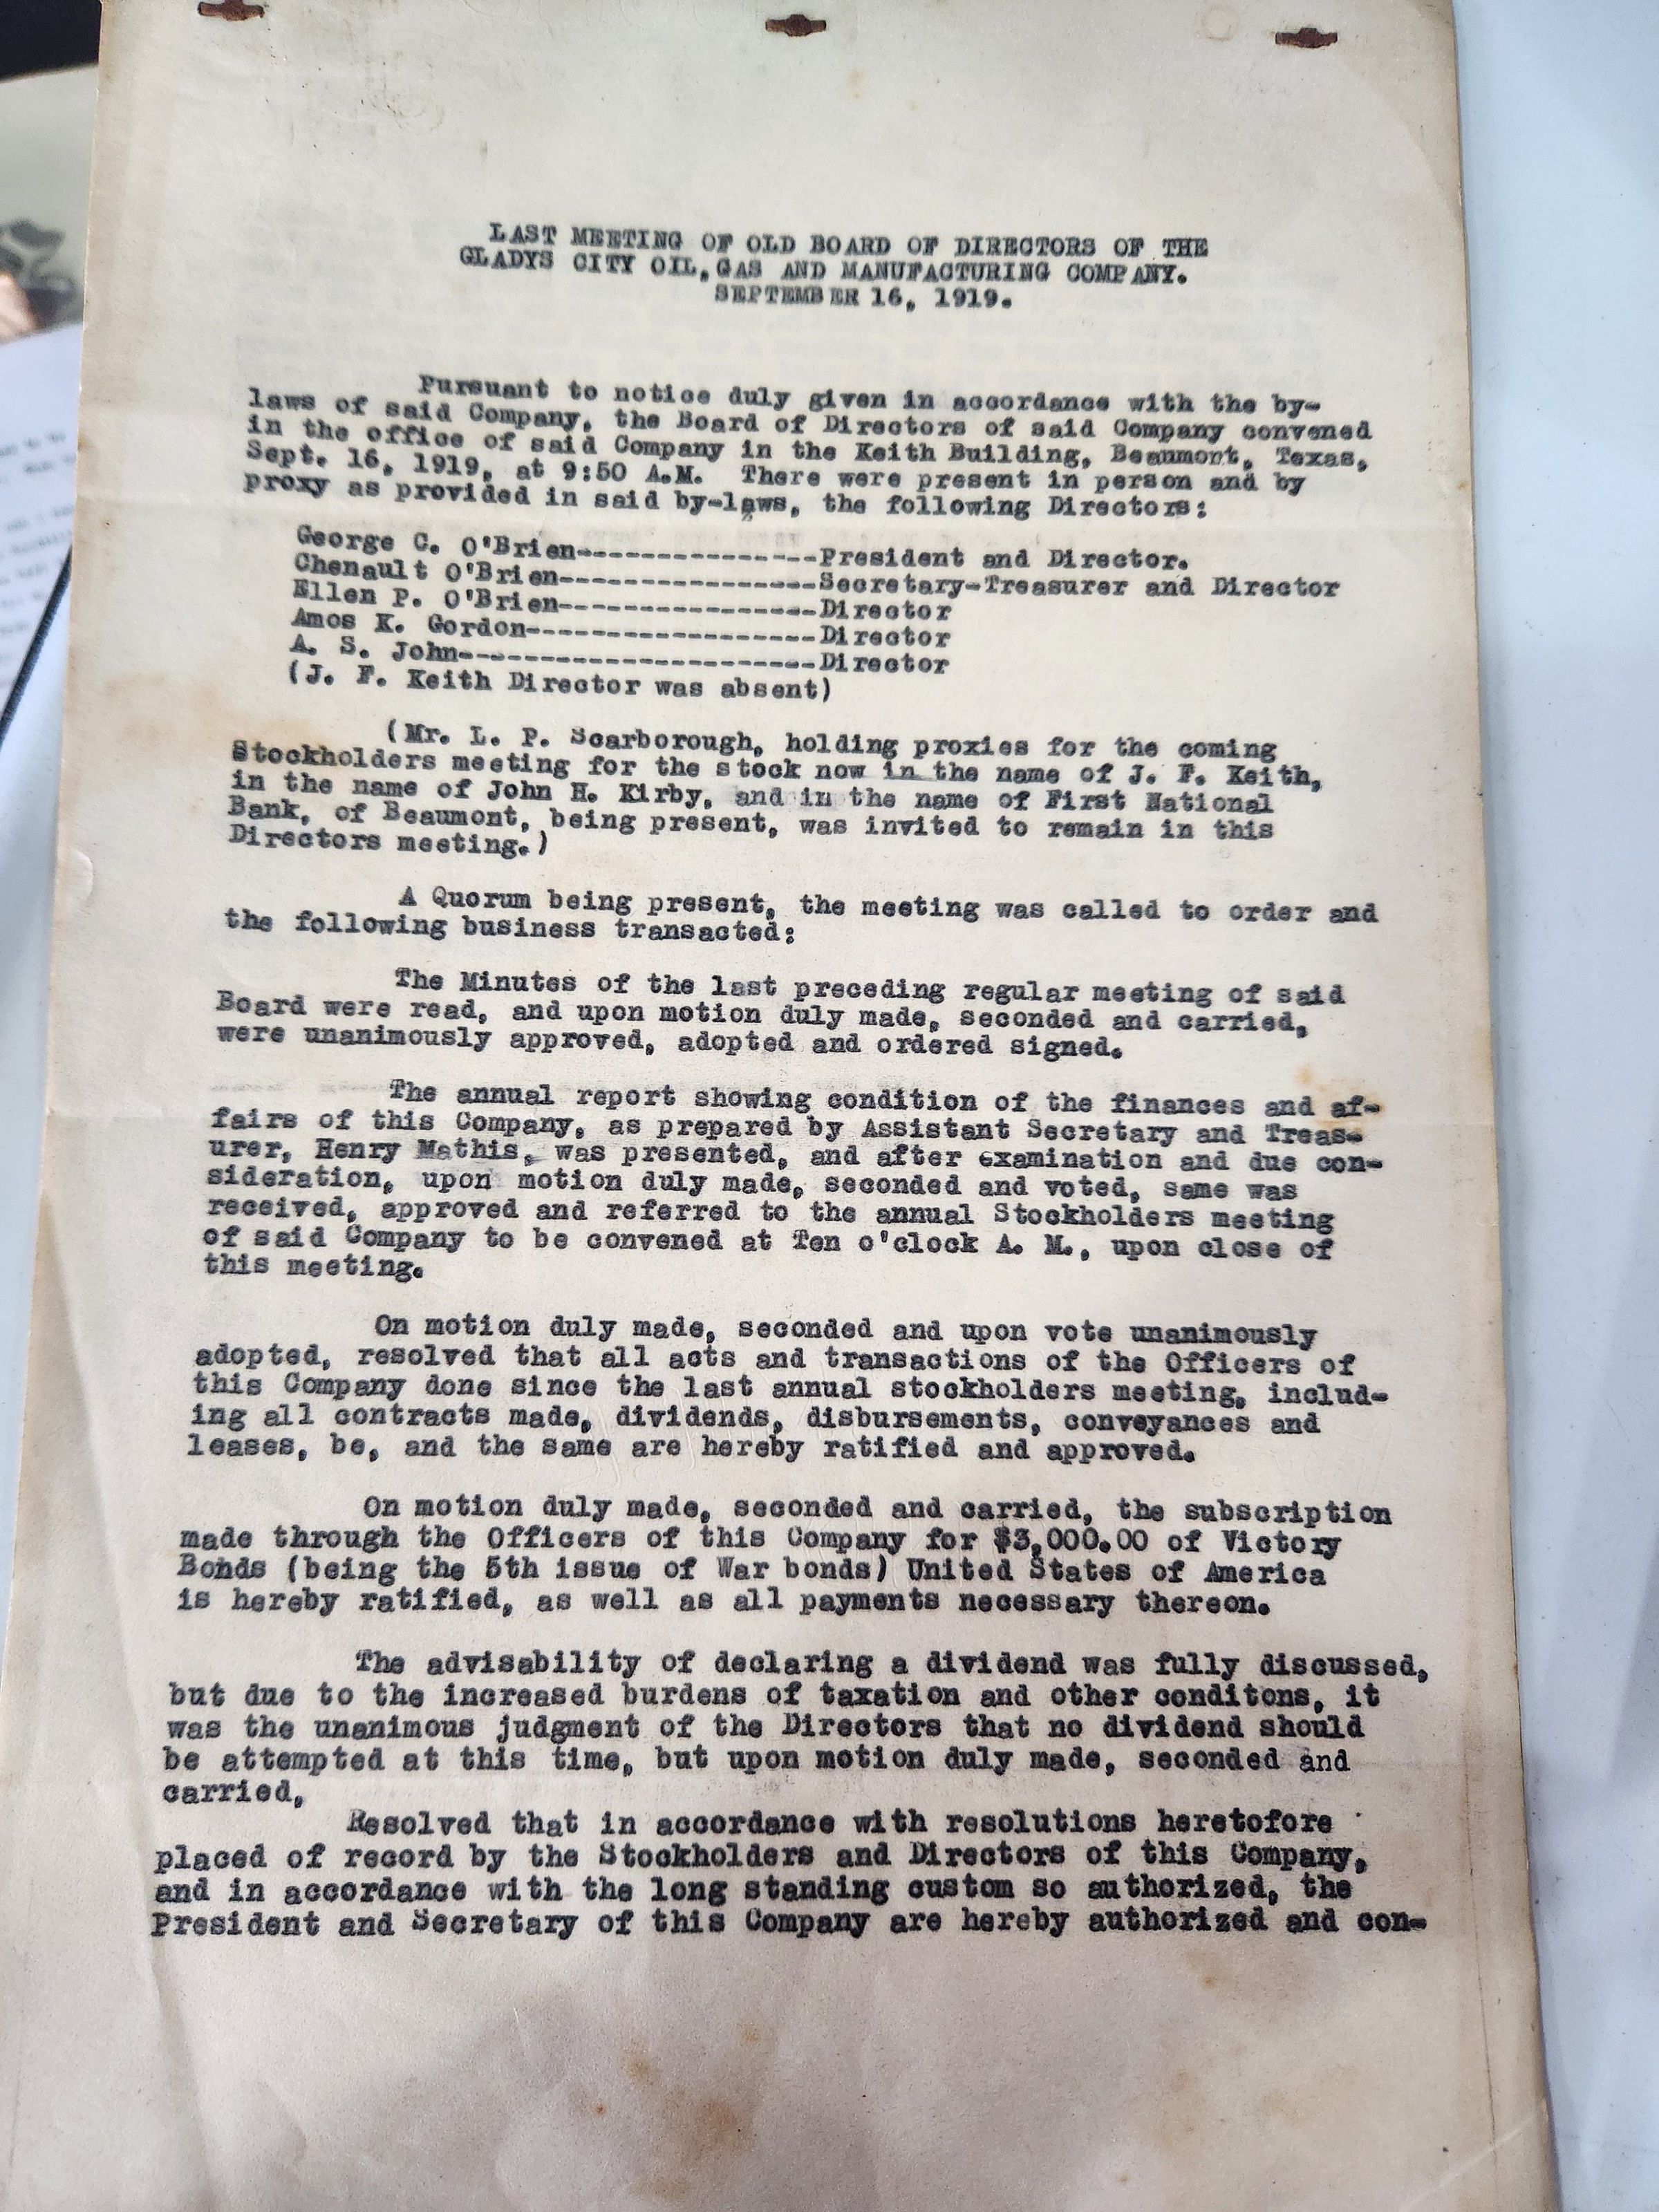 LAST MEETING OF OLD BOARD OF DIRECTORS OF THE
GLADYS CITY OIL, GAS AND MANUFACTURING COMPANY.
SEPTEMBER 16, 1919.
Pursuant to notice duly given in accordance with the by-
laws of said Company, the Board of Directors of said Company convened
in the office of said Company in the Keith Building, Beaumont, Texas,
Sept. 16, 1919, at 9:50 A.M. There were present in person and by
proxy as provided in said by-laws, the following Directors:
George C. O'Brien---------------President and Director.
Chenault O'Brien----------------Secretary-Treasurer and Director
Ellen P. O'Brien----------------Director
Amos K. Gordon------------------Director
A. S. John----------------------Director
(J. F. Keith Director was absent)
(Mr. L. P. Scarborough, holding proxies for the coming
Stockholders meeting for the stock now in the name of J. F. Keith,
in the name of John H. Kirby, and in the name of First National
Bank, of Beaumont, being present, was invited to remain in this
Directors meeting.)
A Quorum being present, the meeting was called to order and
the following business transacted:
The Minutes of the last preceding regular meeting of said
Board were read, and upon motion duly made, seconded and carried,
were unanimously approved, adopted and ordered signed.
The annual report showing condition of the finances and af-
fairs of this Company, as prepared by Assistant Secretary and Treas-
urer, Henry Mathis, was presented, and after examination and due con-
sideration, upon motion duly made, seconded and voted, same was
received, approved and referred to the annual Stockholders meeting
of said Company to be convened at Ten o'clock A. M., upon close of
this meeting.
On motion duly made, seconded and upon vote unanimously
adopted, resolved that all acts and transactions of the Officers of
this Company done since the last annual stockholders meeting, includ-
ing all contracts made, dividends, disbursements, conveyances and
leases, be, and the same are hereby ratified and approved.
On motion duly made, seconded and carried, the subscription
made through the Officers of this Company for $3,000.00 of Victory
Bonds (being the 5th issue of War bonds) United States of America
is hereby ratified, as well as all payments necessary thereon.
The advisability of declaring a dividend was fully discussed,
but due to the increased burdens of taxation and other conditons, it
was the unanimous judgment of the Directors that no dividend should
be attempted at this time, but upon motion duly made, seconded and
carried,
Resolved that in accordance with resolutions heretofore
placed of record by the Stockholders and Directors of this Company,
and in accordance with the long standing custom so authorized, the
President and Secretary of this Company are hereby authorized and con-